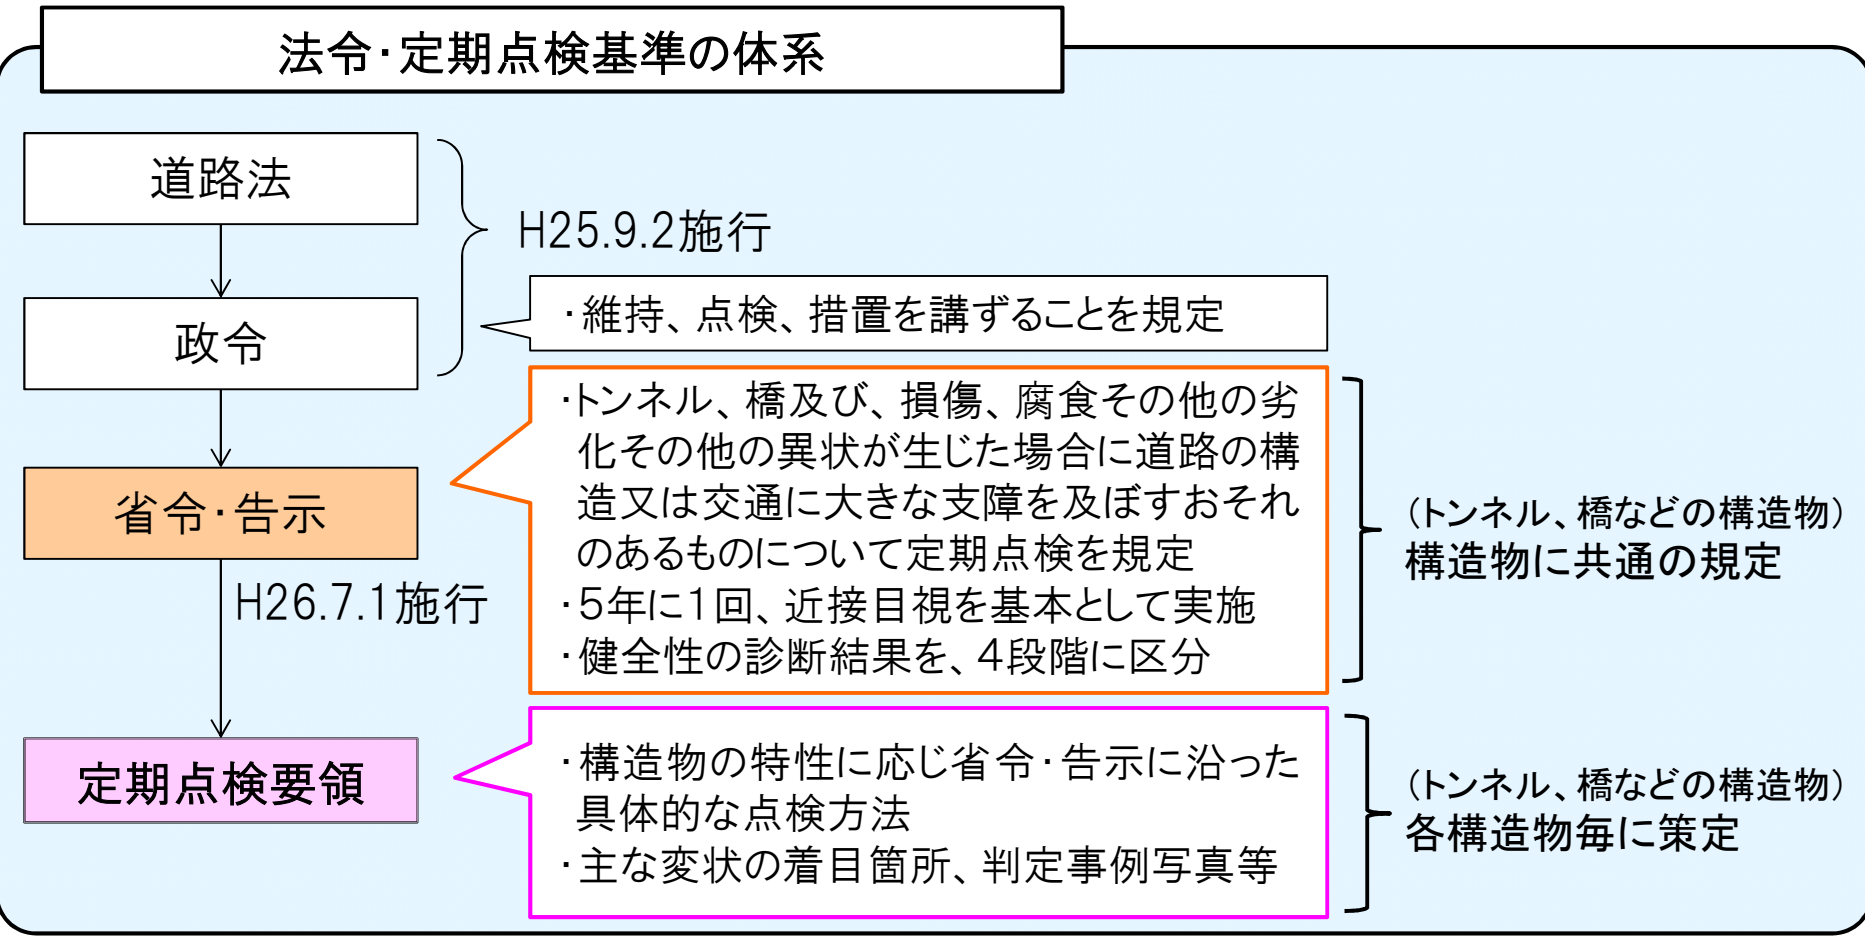 法令・定期点検基準の体系
道路法
H25.9.2施行
政令
・維持、点検、措置を講ずることを規定
省令・告示
H26.7.1施行
・トンネル、橋及び、損傷、腐食その他の劣
化その他の異状が生じた場合に道路の構
造又は交通に大きな支障を及ぼすおそれ
のあるものについて定期点検を規定
・5年に1回、近接目視を基本として実施
・健全性の診断結果を、4段階に区分
（トンネル、橋などの構造物）
構造物に共通の規定
定期点検要領
・構造物の特性に応じ省令・告示に沿った
具体的な点検方法
・主な変状の着目箇所、判定事例写真等
（トンネル、橋などの構造物）
各構造物毎に策定